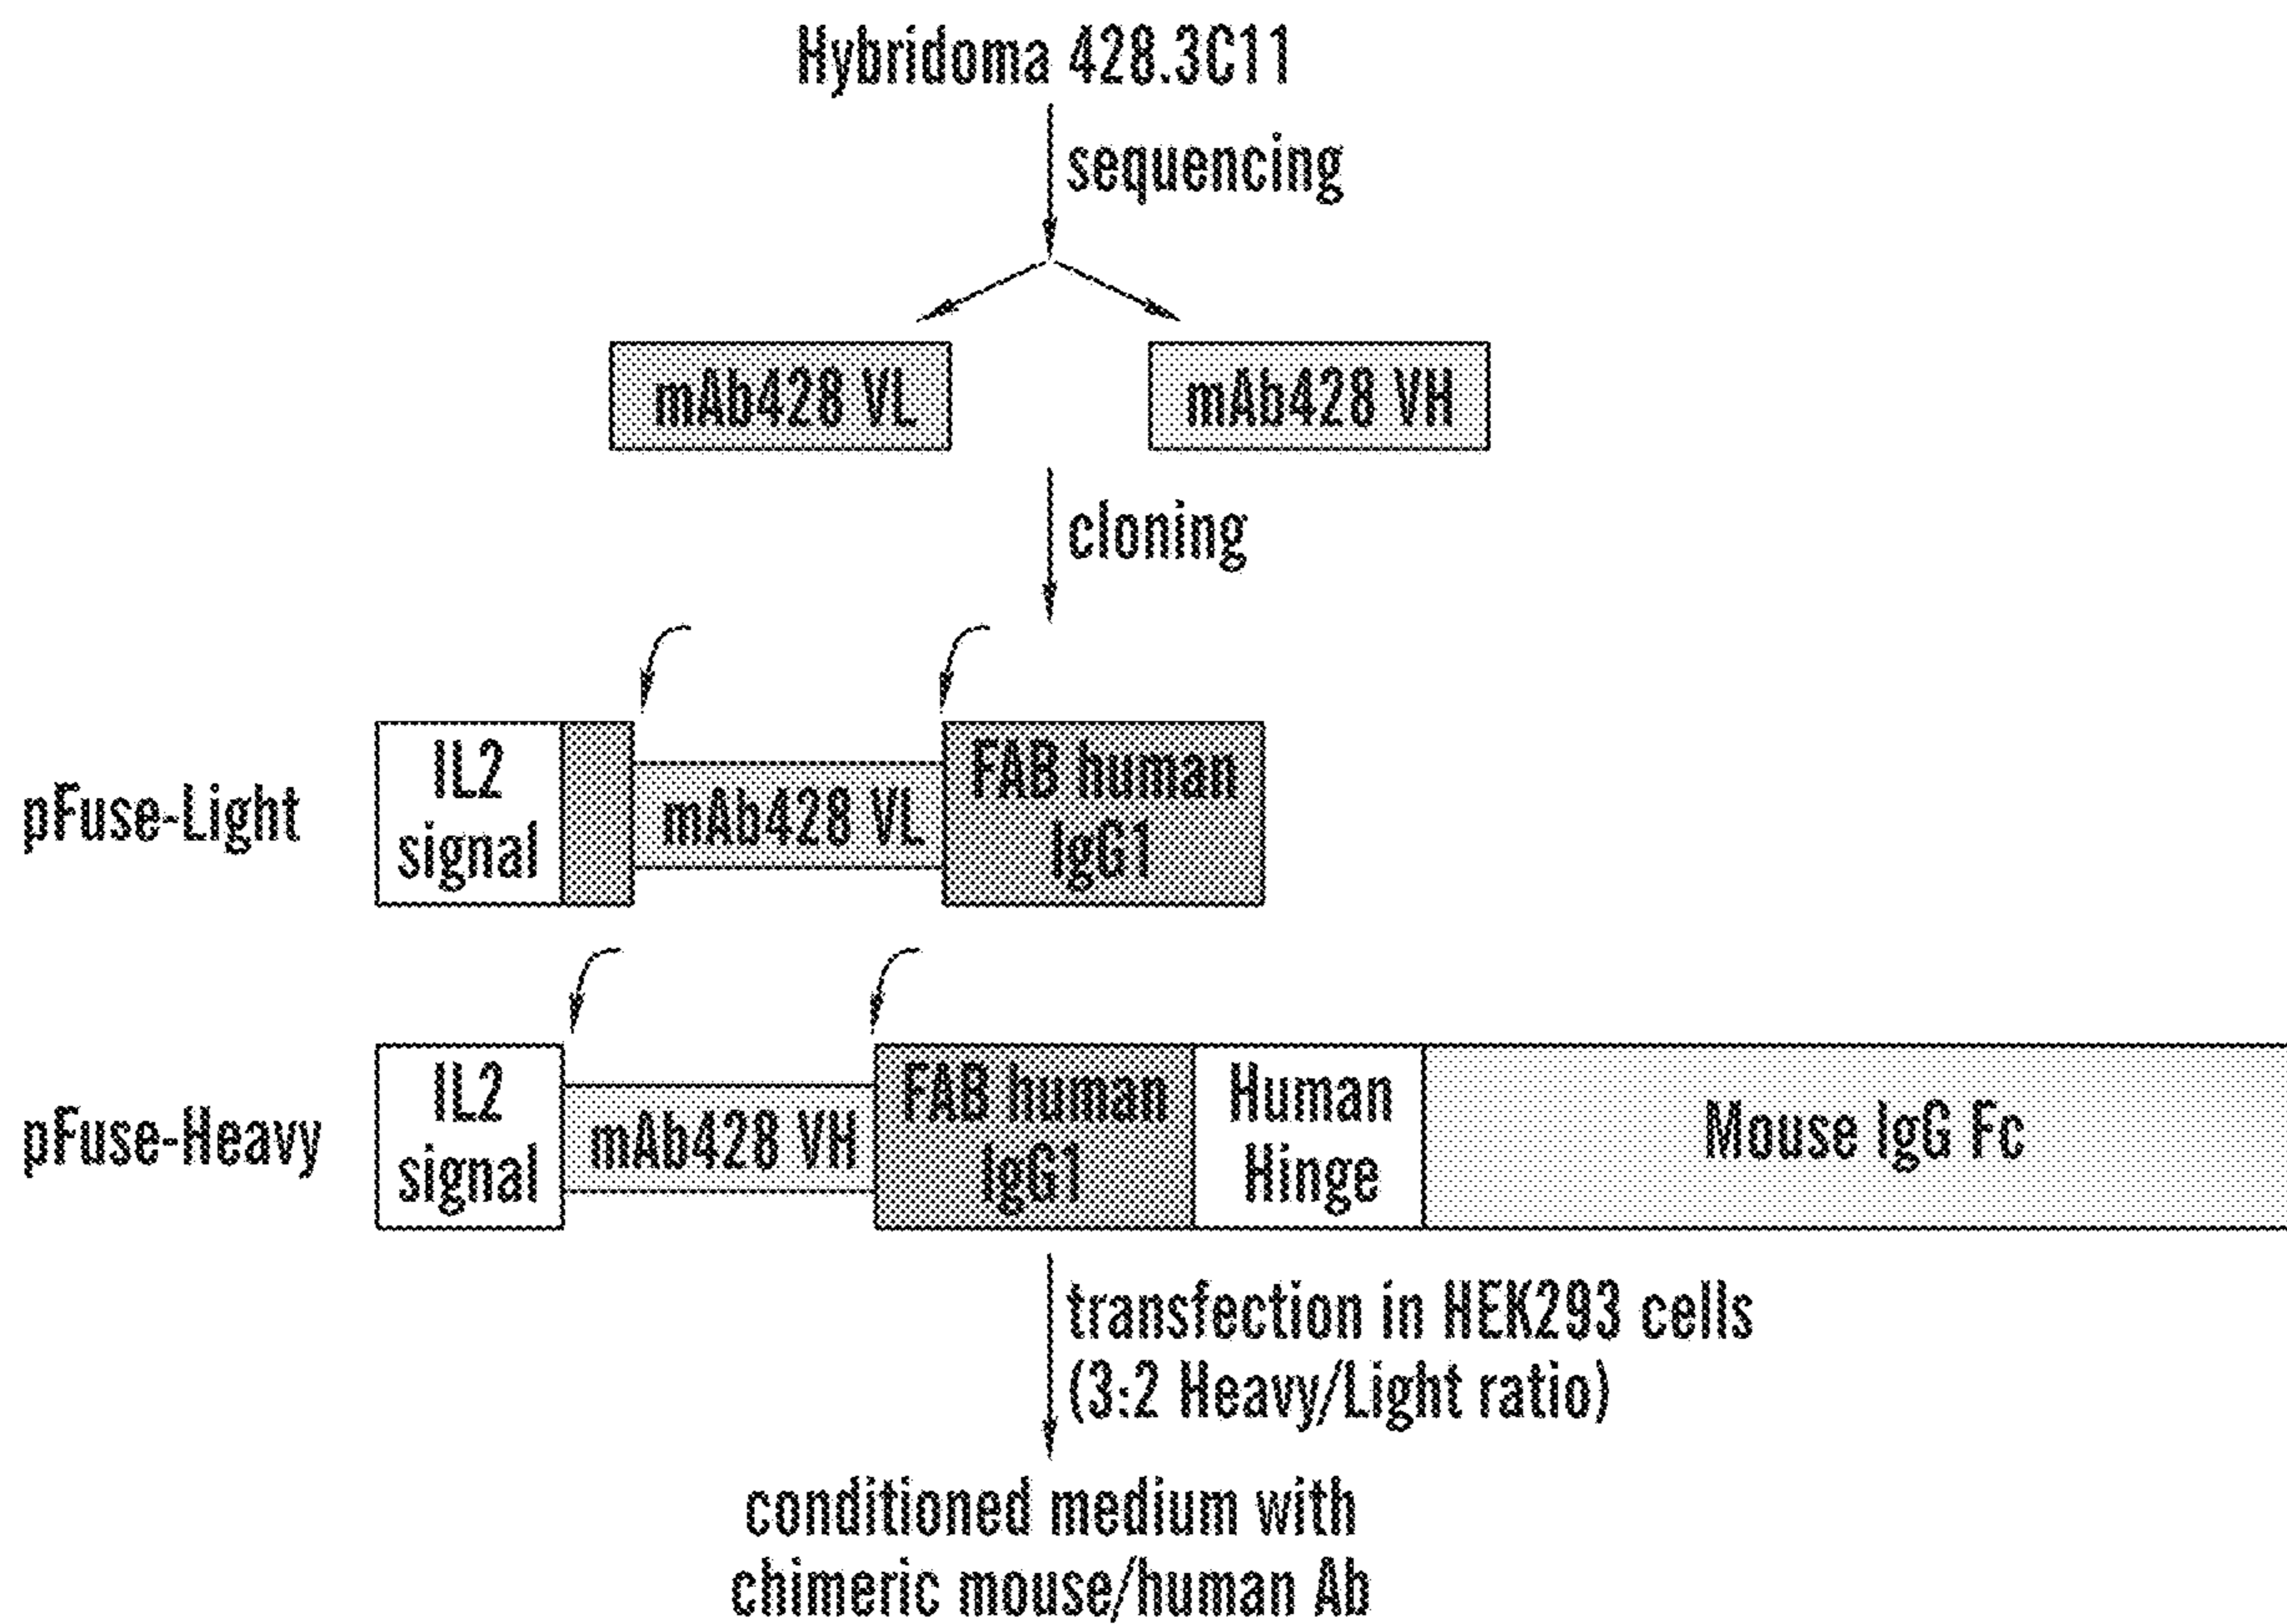 Hybridoma 428.3C11
sequencing
mAb428 VL
mAb428 VH
cloning
pFuse-Light
IL2
signal
mAb428 VL
FAB human
IgG1
pFuse-Heavy
IL2
signal
mAb428 VH
FAB human
IgG1
Human
Hinge
Mouse IgG Fc
transfection in HEK293 cells
(3:2 Heavy/Light ratio)
conditioned medium with
chimeric mouse/human Ab